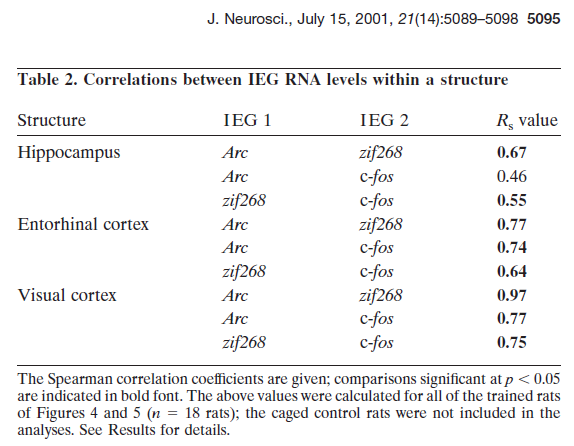 J. Neurosci., July 15, 2001, 21(14):5089–5098 5095
Table 2. Correlations between IEG RNA levels within a structure
Structure IEG 1 IEG 2 Rs value
Hippocampus Arc zif268 0.67
Arc c-fos 0.46
zif268 c-fos 0.55
Entorhinal cortex Arc zif268 0.77
Arc c-fos 0.74
zif268 c-fos 0.64
Visual cortex Arc zif268 0.97
Arc c-fos 0.77
zif268 c-fos 0.75
The Spearman correlation coefficients are given; comparisons significant at p < 0.05
are indicated in bold font. The above values were calculated for all of the trained rats
of Figures 4 and 5 (n = 18 rats); the caged control rats were not included in the
analyses. See Results for details.